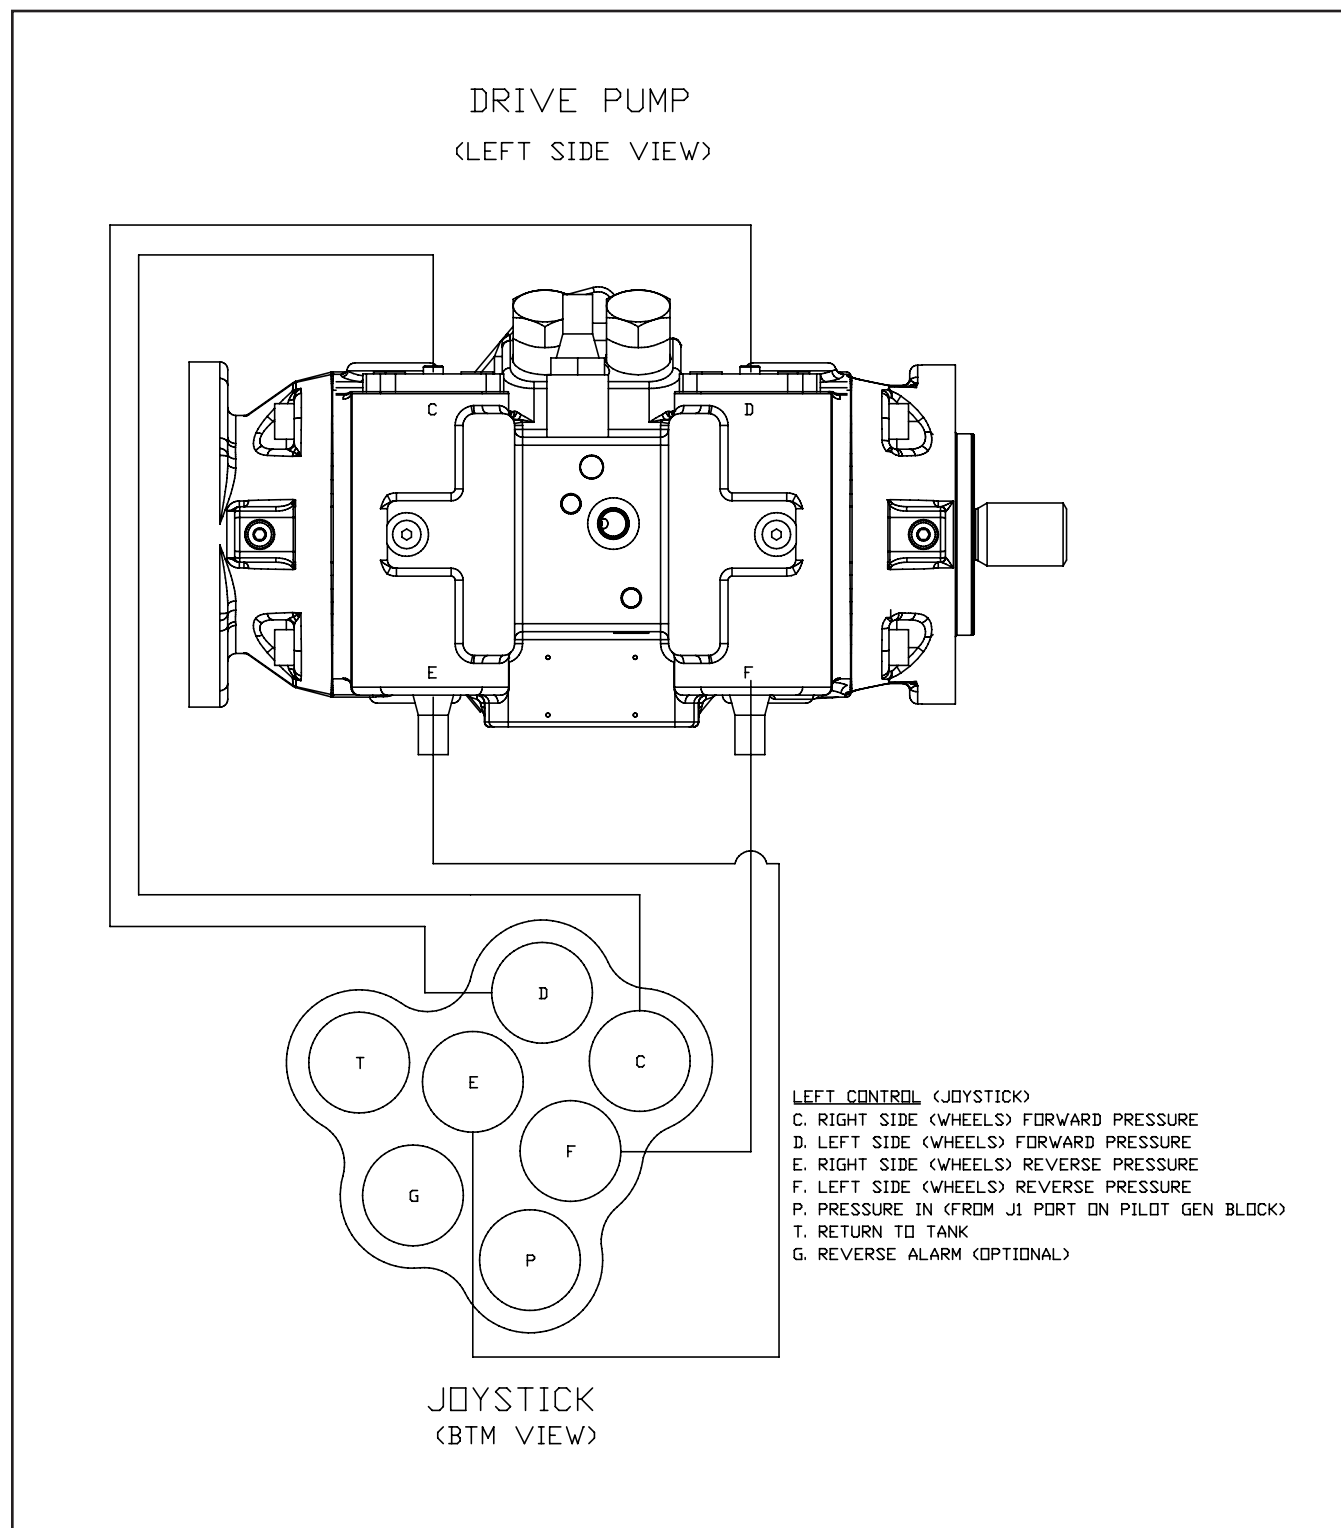 DRIVE PUMP
(LEFT SIDE VIEW)
C
D
E
F
D
T
E
C
F
G
P
LEFT CONTROL (JOYSTICK)
C. RIGHT SIDE (WHEELS) FORWARD PRESSURE
D. LEFT SIDE (WHEELS) FORWARD PRESSURE
E. RIGHT SIDE (WHEELS) REVERSE PRESSURE
F. LEFT SIDE (WHEELS) REVERSE PRESSURE
P. PRESSURE IN (FROM J1 PORT ON PILOT GEN BLOCK)
T. RETURN TO TANK
G. REVERSE ALARM (OPTIONAL)
JOYSTICK
(BTM VIEW)